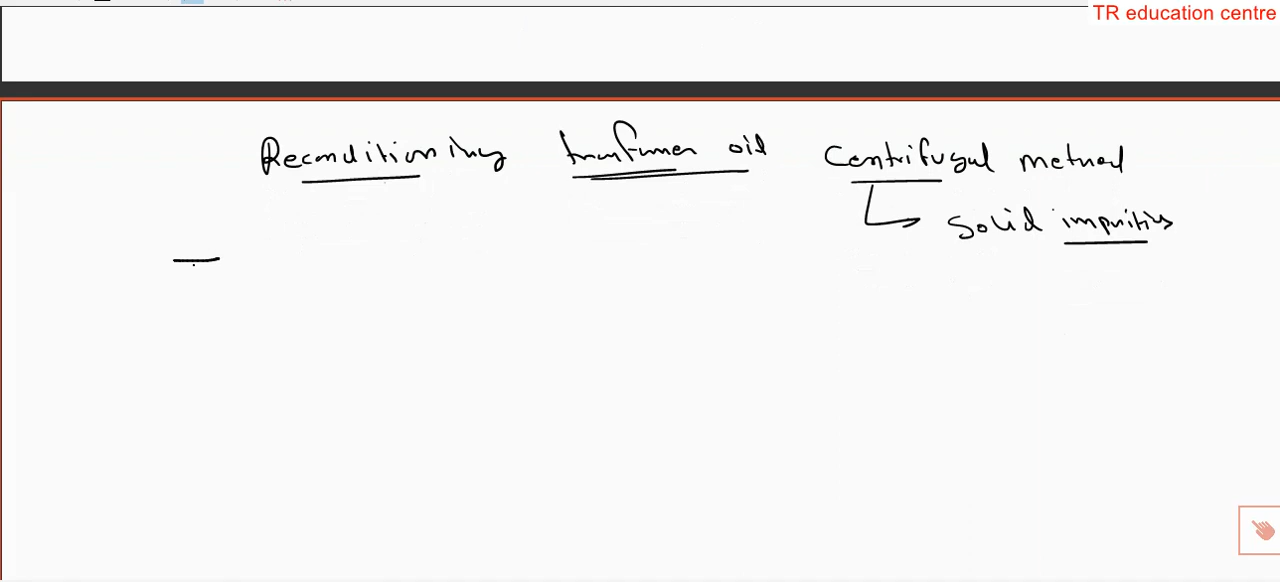 TR education centre
Reconditioning transformer oil Centrifugal method
Solid impurities